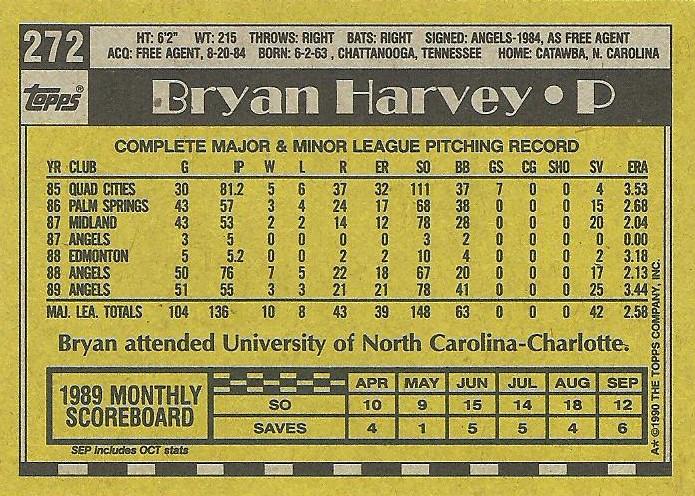 272
HT: 6'2" WT: 215 THROWS: RIGHT BATS: RIGHT SIGNED: ANGELS-1984, AS FREE AGENT
ACQ: FREE AGENT, 8-20-84 BORN: 6-2-63 , CHATTANOOGA, TENNESSEE HOME: CATAWBA, N. CAROLINA
topps®
Bryan Harvey • P
COMPLETE MAJOR & MINOR LEAGUE PITCHING RECORD
YR CLUB G IP W L R ER SO BB GS CG SHO SV ERA
85 QUAD CITIES 30 81.2 5 6 37 32 111 37 7 0 0 4 3.53
86 PALM SPRINGS 43 57 3 4 24 17 68 38 0 0 0 15 2.68
87 MIDLAND 43 53 2 2 14 12 78 28 0 0 0 20 2.04
87 ANGELS 3 5 0 0 0 0 3 2 0 0 0 0 0.00
88 EDMONTON 5 5.2 0 0 2 2 10 4 0 0 0 2 3.18
88 ANGELS 50 76 7 5 22 18 67 20 0 0 0 17 2.13
89 ANGELS 51 55 3 3 21 21 78 41 0 0 0 25 3.44
MAJ. LEA. TOTALS 104 136 10 8 43 39 148 63 0 0 0 42 2.58
Bryan attended University of North Carolina-Charlotte.
1989 MONTHLY
SCOREBOARD
APR MAY JUN JUL AUG SEP
SO 10 9 15 14 18 12
SAVES 4 1 5 5 4 6
SEP includes OCT stats
A* ©1990 THE TOPPS COMPANY, INC.